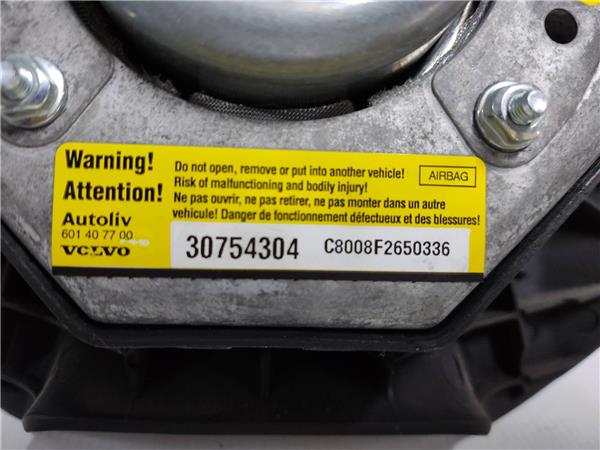 Warning!
Attention!
Do not open, remove or put into another vehicle!
Risk of malfunctioning and bodily injury!
Ne pas ouvrir, ne pas retirer, ne pas monter dans un autre
vehicule! Danger de fonctionnement défectueux et des blessures!
AIRBAG
Autoliv
601 40 77 00
VOLVO
30754304
C8008F2650336